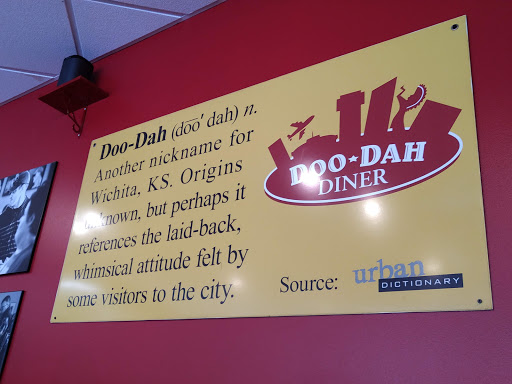 Doo-Dah (dōō′ dah) n.
Another nickname for
Wichita, KS. Origins
unknown, but perhaps it
references the laid-back,
whimsical attitude felt by
some visitors to the city.
DOO★DAH
DINER
Source: urban
DICTIONARY